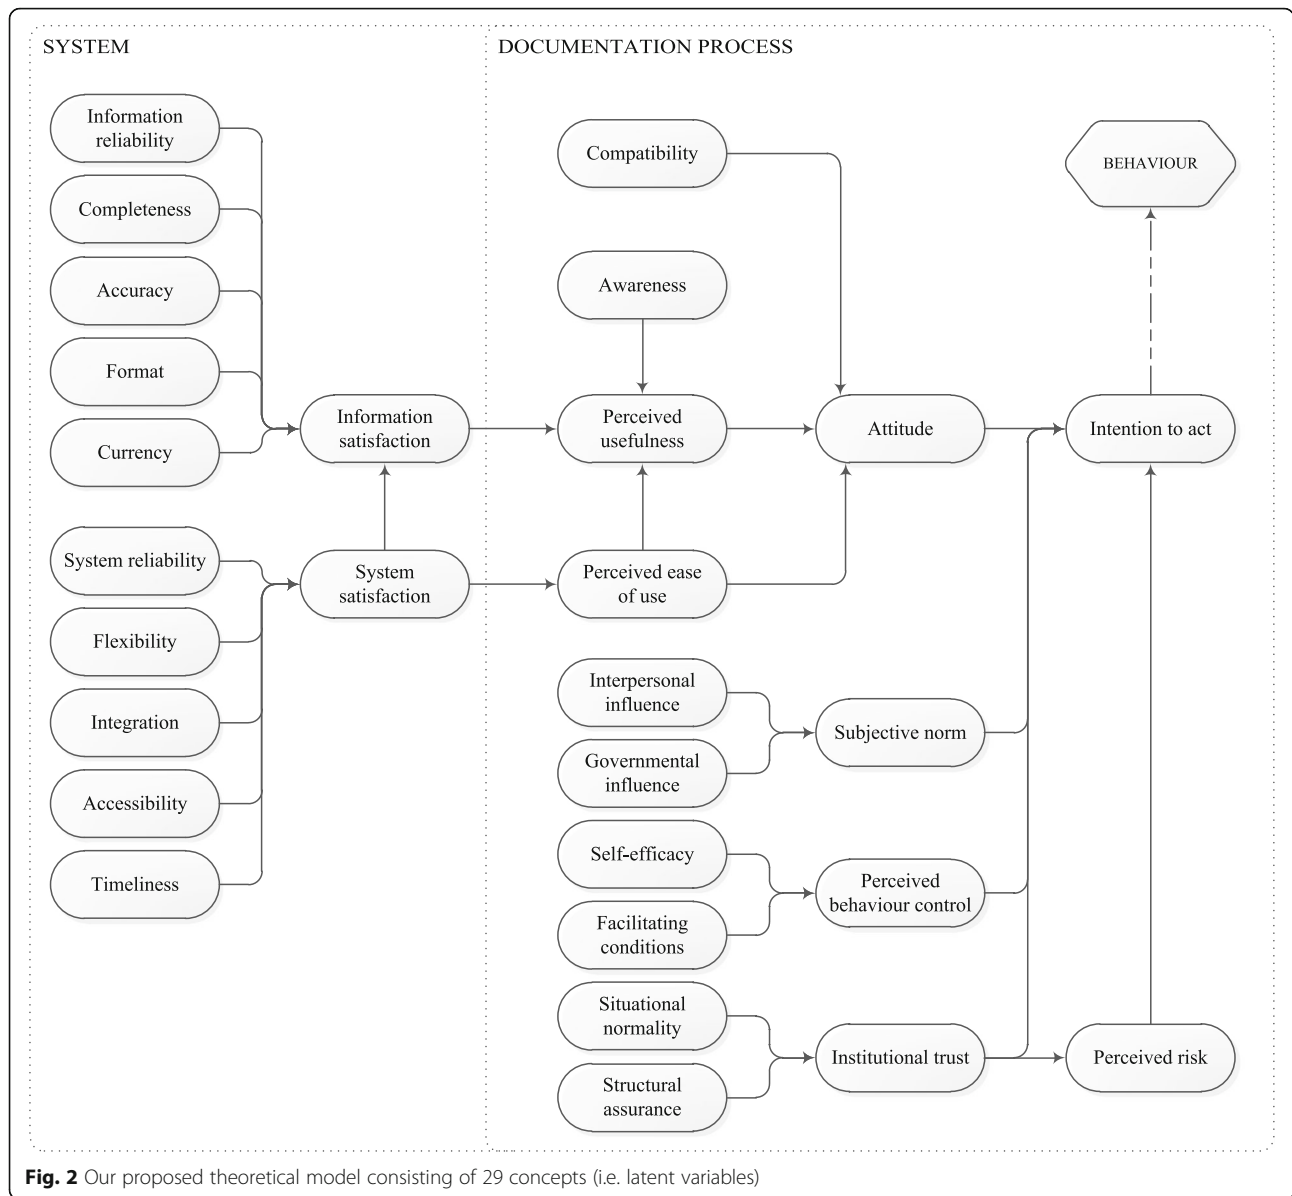 SYSTEM
DOCUMENTATION PROCESS
Information
reliability
Completeness
Accuracy
Format
Currency
System reliability
Flexibility
Integration
Accessibility
Timeliness
Information
satisfaction
System
satisfaction
Compatibility
Awareness
Perceived
usefulness
Perceived ease
of use
Interpersonal
influence
Governmental
influence
Self-efficacy
Facilitating
conditions
Situational
normality
Structural
assurance
Attitude
Subjective norm
Perceived
behaviour control
Institutional trust
BEHAVIOUR
Intention to act
Perceived risk
Fig. 2 Our proposed theoretical model consisting of 29 concepts (i.e. latent variables)